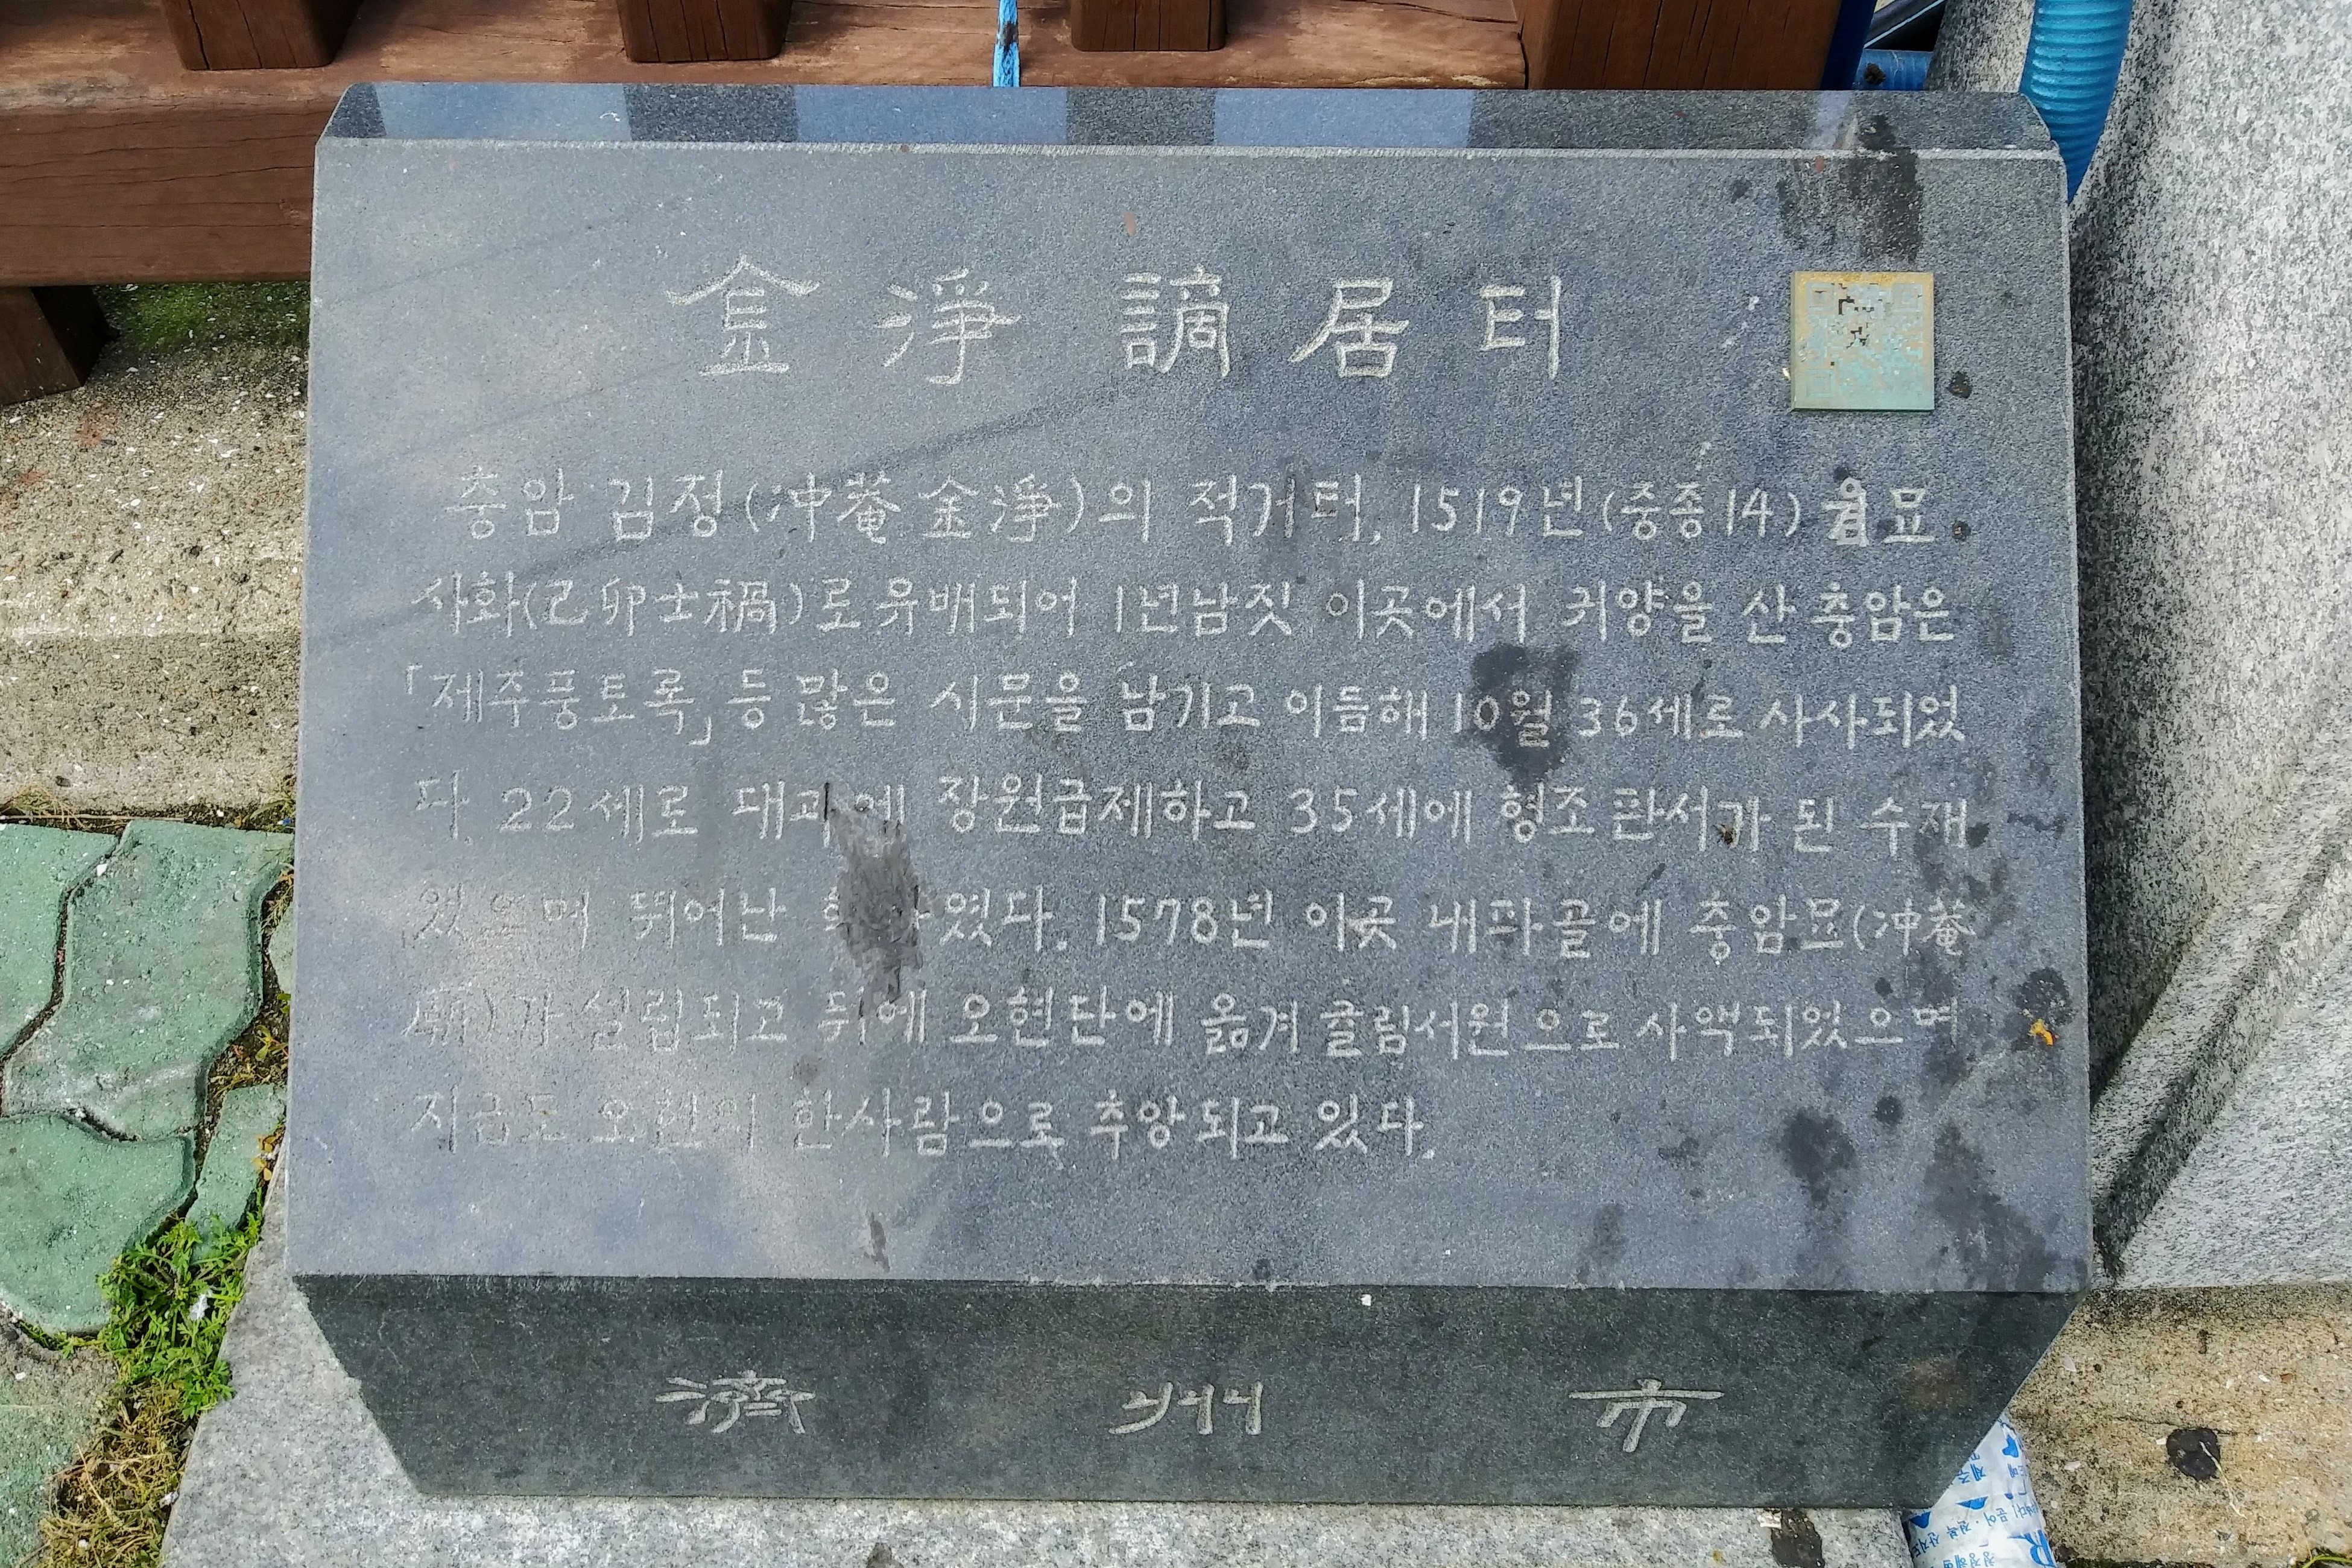 金淨 謫居터
충암 김정(冲菴 金淨)의 적거터. 1519년(중종14) 묘
사화(己卯士禍)로 유배되어 1년남짓 이곳에서 귀양을 산 충암은
「제주풍토록」등 많은 시문을 남기고 이듬해 10월 36세로 사사되었
다. 22세로 대과에 장원급제하고 35세에 형조판서가 된 수재
였으며 뛰어난 였다. 1578년 이곳 내파골에 충암묘(冲菴
廟)가 설립되고 뒤에 오현단에 옮겨 귤림서원으로 사액되었으며
지금도 오현의 한사람으로 추앙되고 있다.
濟州市